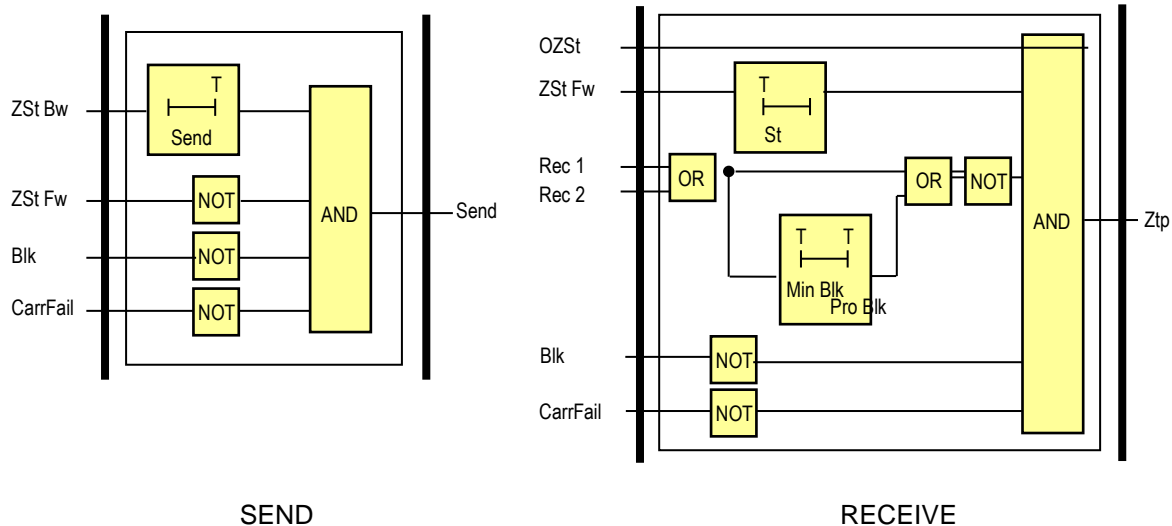 ZSt Bw
T
Send
ZSt Fw
NOT
Blk
NOT
CarrFail
NOT
AND
Send
SEND
OZSt
ZSt Fw
T
St
Rec 1
Rec 2
OR
OR
NOT
T T
Min Blk
Pro Blk
AND
Ztp
Blk
NOT
CarrFail
NOT
RECEIVE